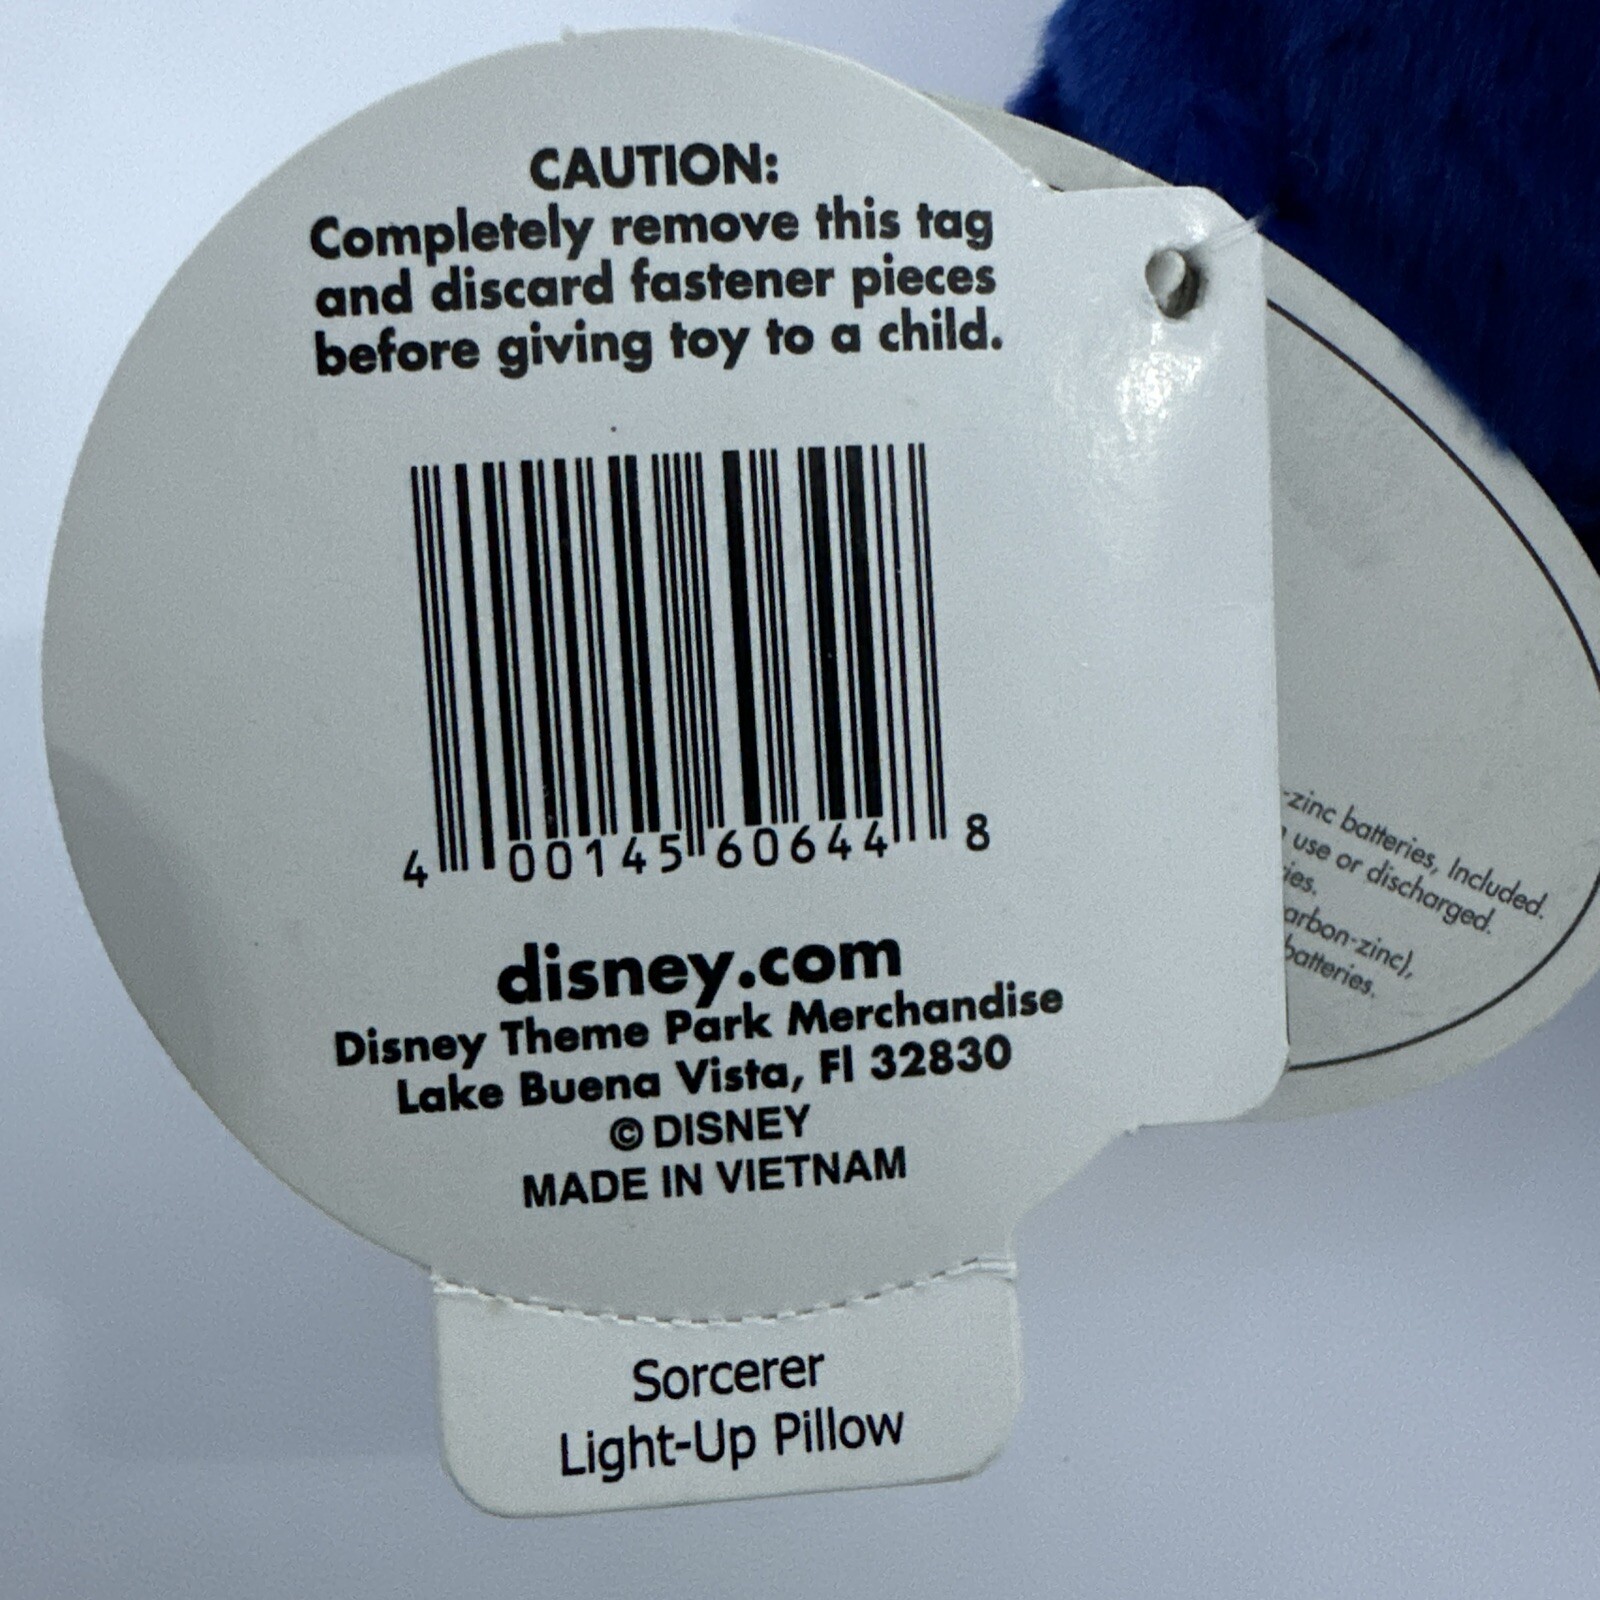 CAUTION:
Completely remove this tag
and discard fastener pieces
before giving toy to a child.
4 00145 60644 8
disney.com
Disney Theme Park Merchandise
Lake Buena Vista, Fl 32830
© DISNEY
MADE IN VIETNAM
Sorcerer
Light-Up Pillow
-zinc batteries, Included.
use or discharged.
batteries.